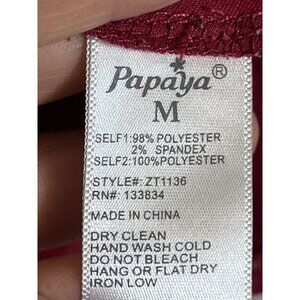 Papaya®
M
SELF1:98% POLYESTER
2% SPANDEX
SELF2:100%POLYESTER
STYLE#: ZT1136
RN#: 133834
MADE IN CHINA
DRY CLEAN
HAND WASH COLD
DO NOT BLEACH
HANG OR FLAT DRY
IRON LOW